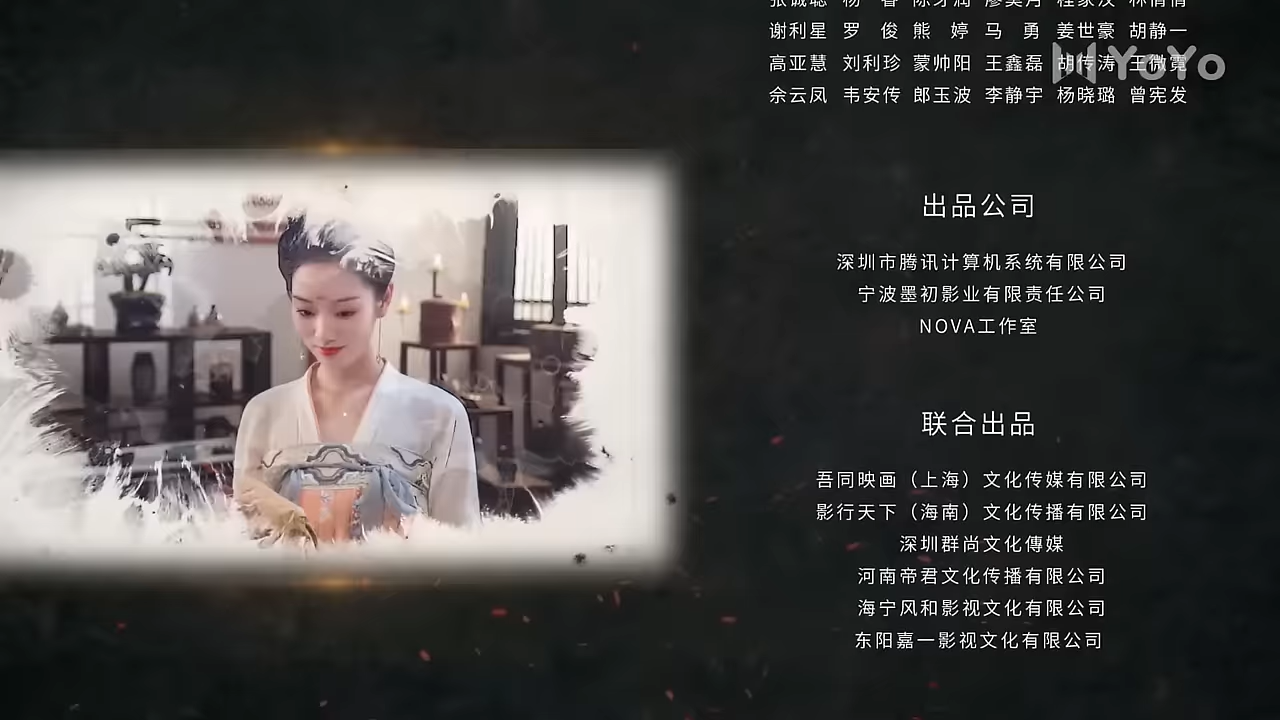 谢利星 罗 俊 熊 婷 马 勇 姜世豪 胡静一
高亚慧 刘利珍 蒙帅阳 王鑫磊 胡传涛 王微霓
佘云凤 韦安传 郎玉波 李静宇 杨晓璐 曾宪发
YoYo
出品公司
深圳市腾讯计算机系统有限公司
宁波墨初影业有限责任公司
NOVA工作室
联合出品
吾同映画（上海）文化传媒有限公司
影行天下（海南）文化传播有限公司
深圳群尚文化傳媒
河南帝君文化传播有限公司
海宁风和影视文化有限公司
东阳嘉一影视文化有限公司